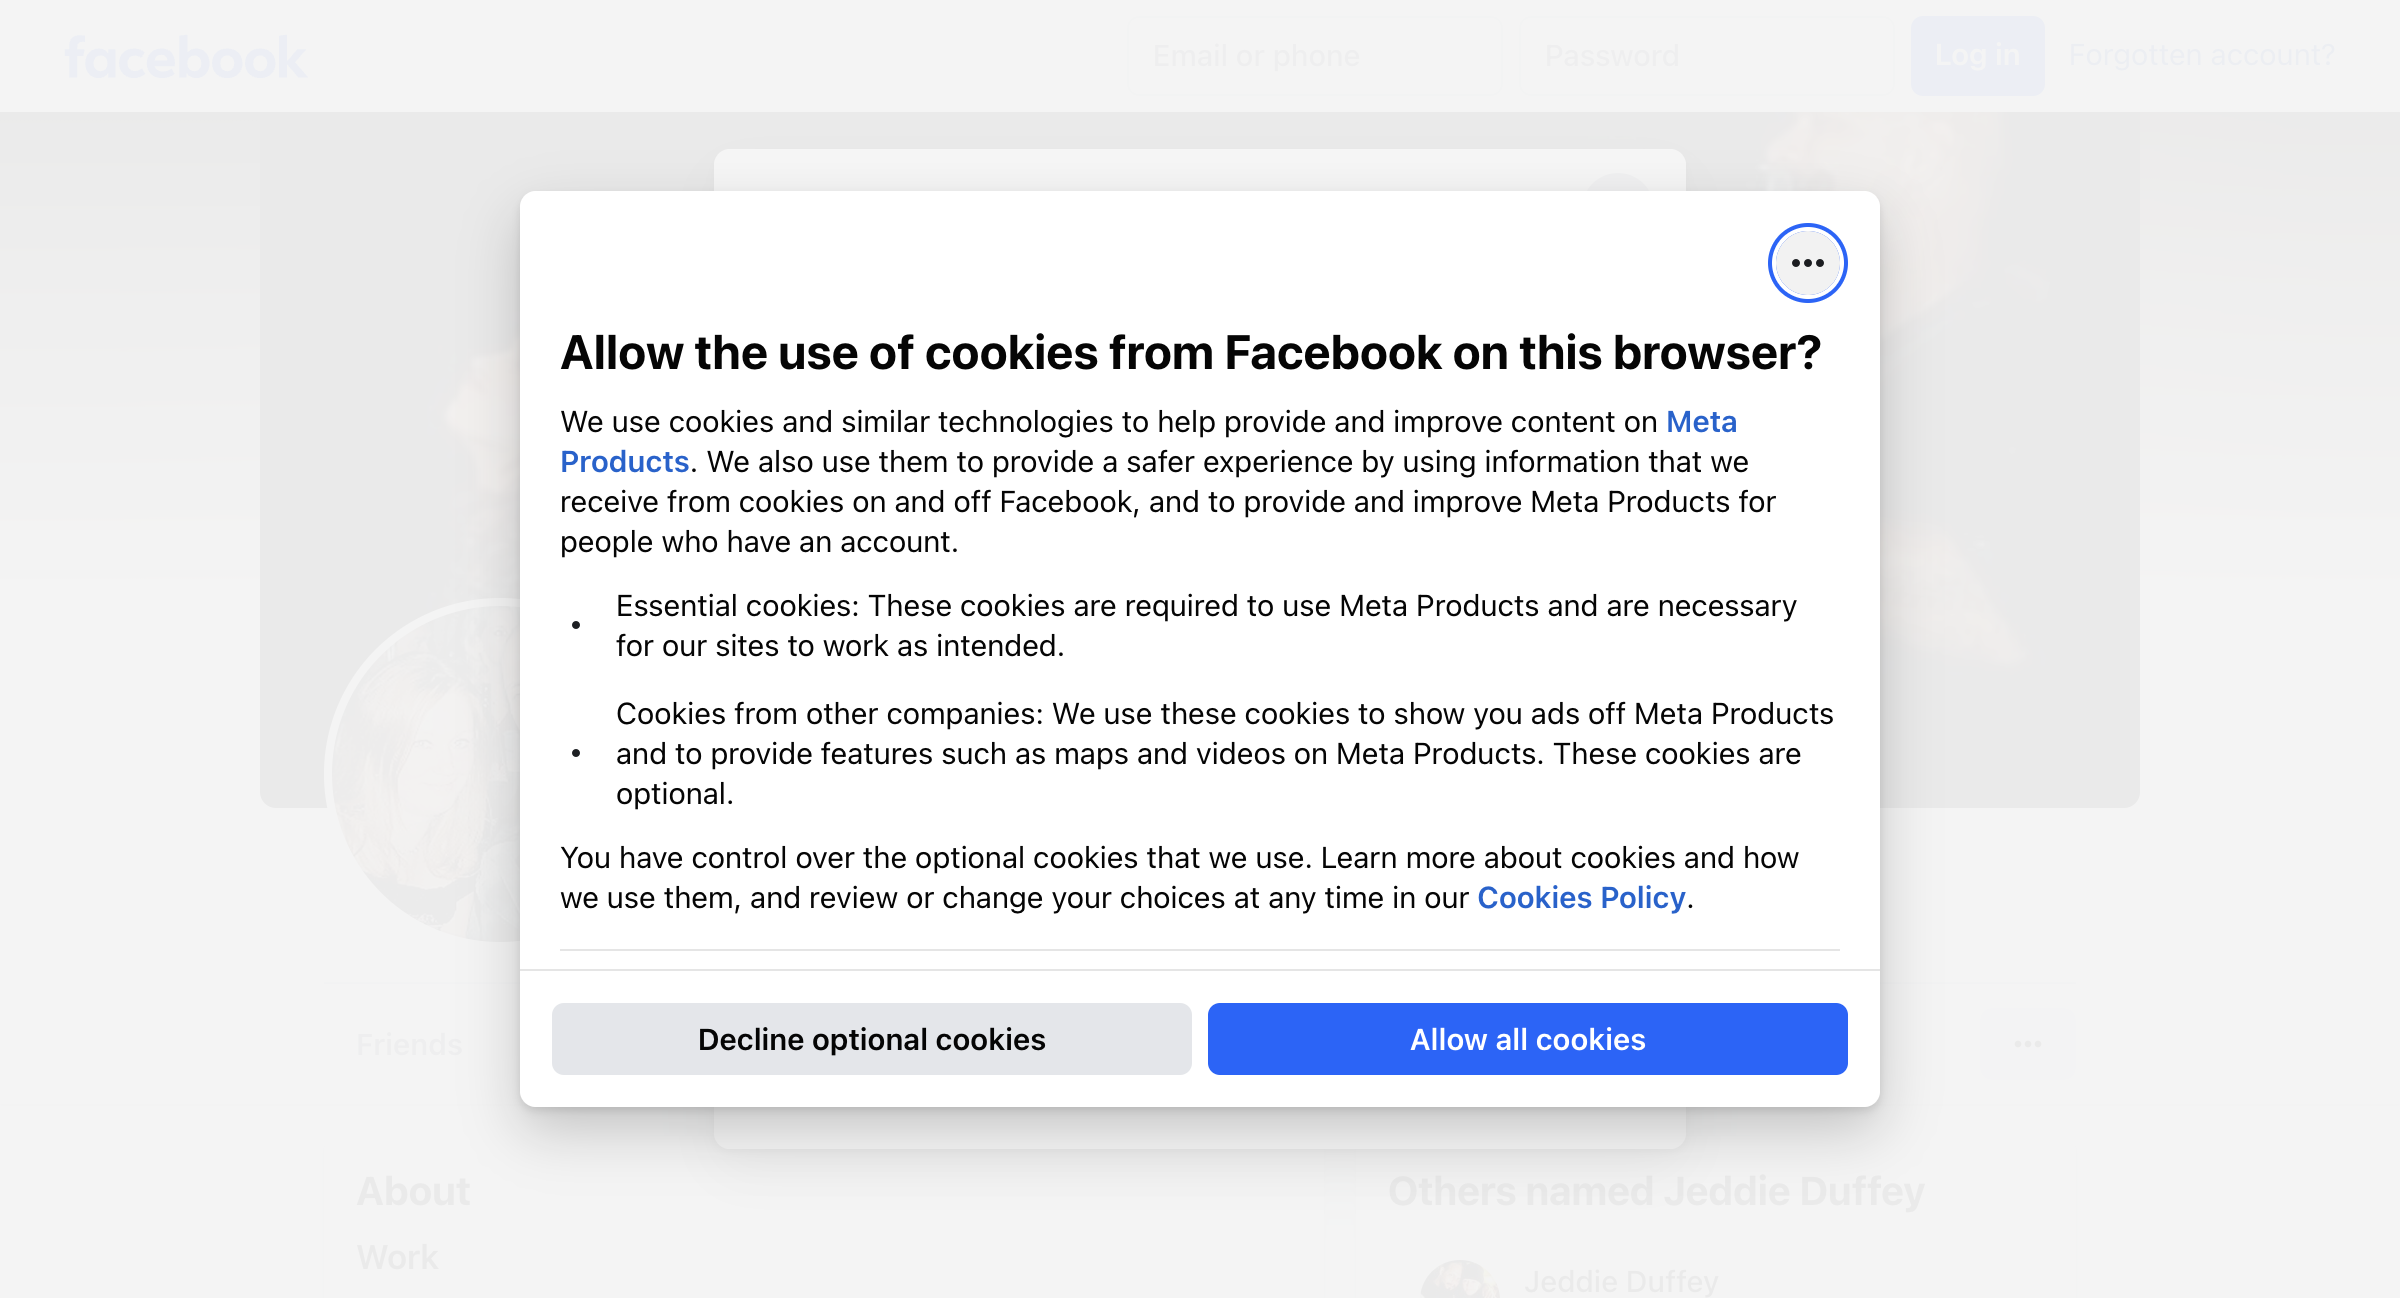 facebook
Email or phone
Password
Log in
Forgotten account?
Allow the use of cookies from Facebook on this browser?
We use cookies and similar technologies to help provide and improve content on Meta
Products. We also use them to provide a safer experience by using information that we
receive from cookies on and off Facebook, and to provide and improve Meta Products for
people who have an account.
• Essential cookies: These cookies are required to use Meta Products and are necessary
for our sites to work as intended.
• Cookies from other companies: We use these cookies to show you ads off Meta Products
and to provide features such as maps and videos on Meta Products. These cookies are
optional.
You have control over the optional cookies that we use. Learn more about cookies and how
we use them, and review or change your choices at any time in our Cookies Policy.
Decline optional cookies
Allow all cookies
Friends
About
Work
Others named Jeddie Duffey
Jeddie Duffey